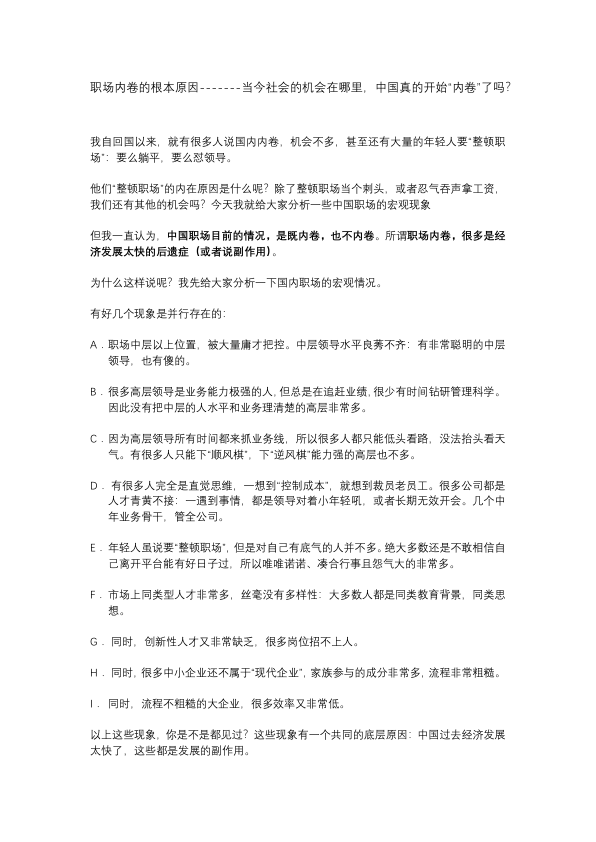 职场内卷的根本原因-------当今社会的机会在哪里，中国真的开始“内卷”了吗？
我自回国以来，就有很多人说国内内卷，机会不多，甚至还有大量的年轻人要“整顿职
场”：要么躺平，要么怼领导。
他们“整顿职场”的内在原因是什么呢？除了整顿职场当个刺头，或者忍气吞声拿工资，
我们还有其他的机会吗？今天我就给大家分析一些中国职场的宏观现象
但我一直认为，中国职场目前的情况，是既内卷，也不内卷。所谓职场内卷，很多是经
济发展太快的后遗症（或者说副作用）。
为什么这样说呢？我先给大家分析一下国内职场的宏观情况。
有好几个现象是并行存在的：
A．职场中层以上位置，被大量庸才把控。中层领导水平良莠不齐：有非常聪明的中层
领导，也有傻的。
B．很多高层领导是业务能力极强的人，但总是在追赶业绩，很少有时间钻研管理科学。
因此没有把中层的人水平和业务理清楚的高层非常多。
C．因为高层领导所有时间都来抓业务线，所以很多人都只能低头看路，没法抬头看天
气。有很多人只能下“顺风棋”，下“逆风棋”能力强的高层也不多。
D．有很多人完全是直觉思维，一想到“控制成本”，就想到裁员老员工。很多公司都是
人才青黄不接：一遇到事情，都是领导对着小年轻吼，或者长期无效开会。几个中
年业务骨干，管全公司。
E．年轻人虽说要“整顿职场”，但是对自己有底气的人并不多。绝大多数还是不敢相信自
己离开平台能有好日子过，所以唯唯诺诺、凑合行事且怨气大的非常多。
F．市场上同类型人才非常多，丝毫没有多样性：大多数人都是同类教育背景，同类思
想。
G．同时，创新性人才又非常缺乏，很多岗位招不上人。
H．同时，很多中小企业还不属于“现代企业”，家族参与的成分非常多，流程非常粗糙。
I．同时，流程不粗糙的大企业，很多效率又非常低。
以上这些现象，你是不是都见过？这些现象有一个共同的底层原因：中国过去经济发展
太快了，这些都是发展的副作用。